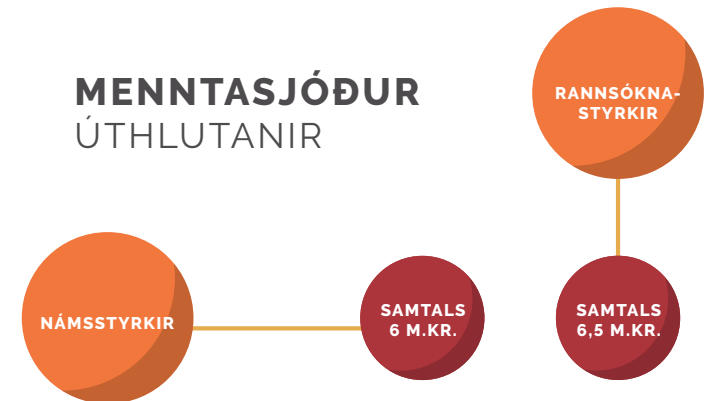 MENNTASJÓÐUR
ÚTHLUTANIR
RANNSÓKNA-
STYRKIR
NÁMSSTYRKIR
SAMTALS
6 M.KR.
SAMTALS
6,5 M.KR.